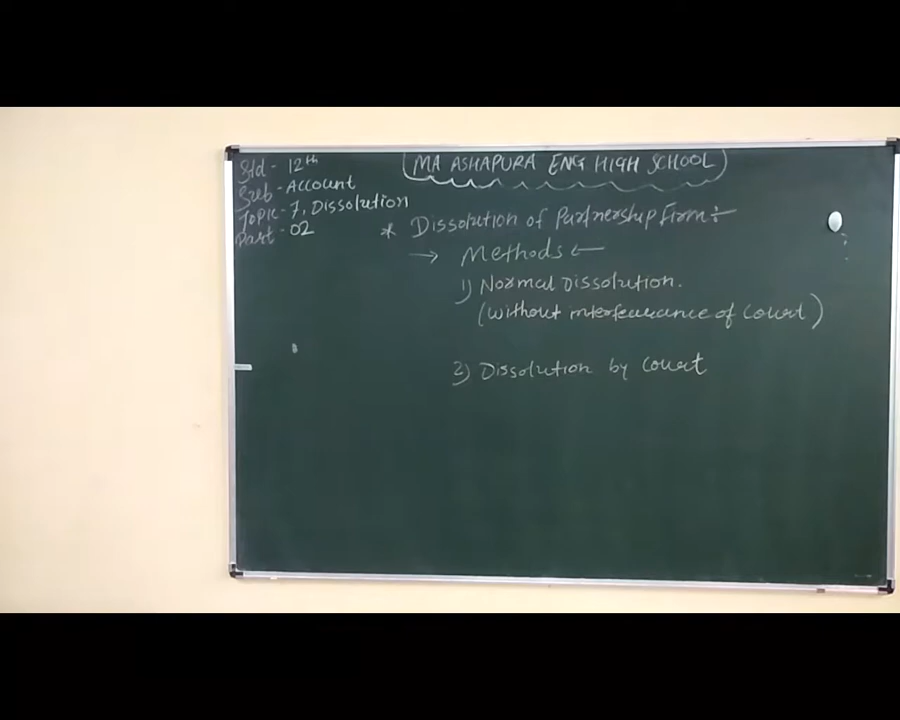 MA ASHAPURA ENG HIGH SCHOOL
Std - 12th
Sub - Account
Topic - 7, Dissolution
Part - 02
* Dissolution of Partnership Firm ÷
→ Methods ←
1) Normal Dissolution.
(without interfearance of Court)
2) Dissolution by Court